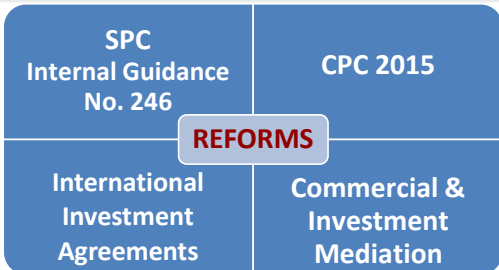 SPC
Internal Guidance
No. 246
CPC 2015
REFORMS
International
Investment
Agreements
Commercial &
Investment
Mediation